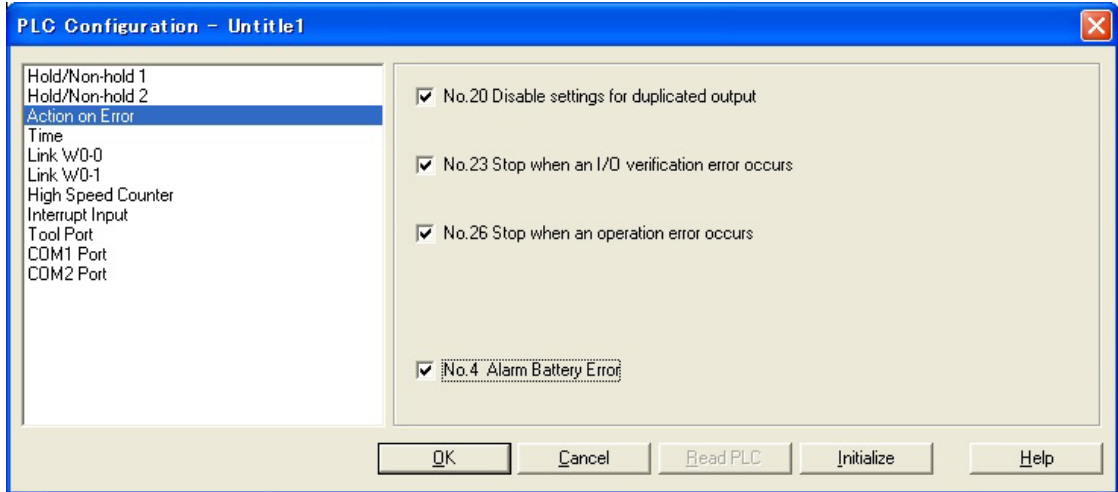 PLC Configuration - Untitle1
Hold/Non-hold 1
Hold/Non-hold 2
Action on Error
Time
Link W0-0
Link W0-1
High Speed Counter
Interrupt Input
Tool Port
COM1 Port
COM2 Port
No.20 Disable settings for duplicated output
No.23 Stop when an I/O verification error occurs
No.26 Stop when an operation error occurs
No.4 Alarm Battery Error
OK Cancel Read PLC Initialize Help